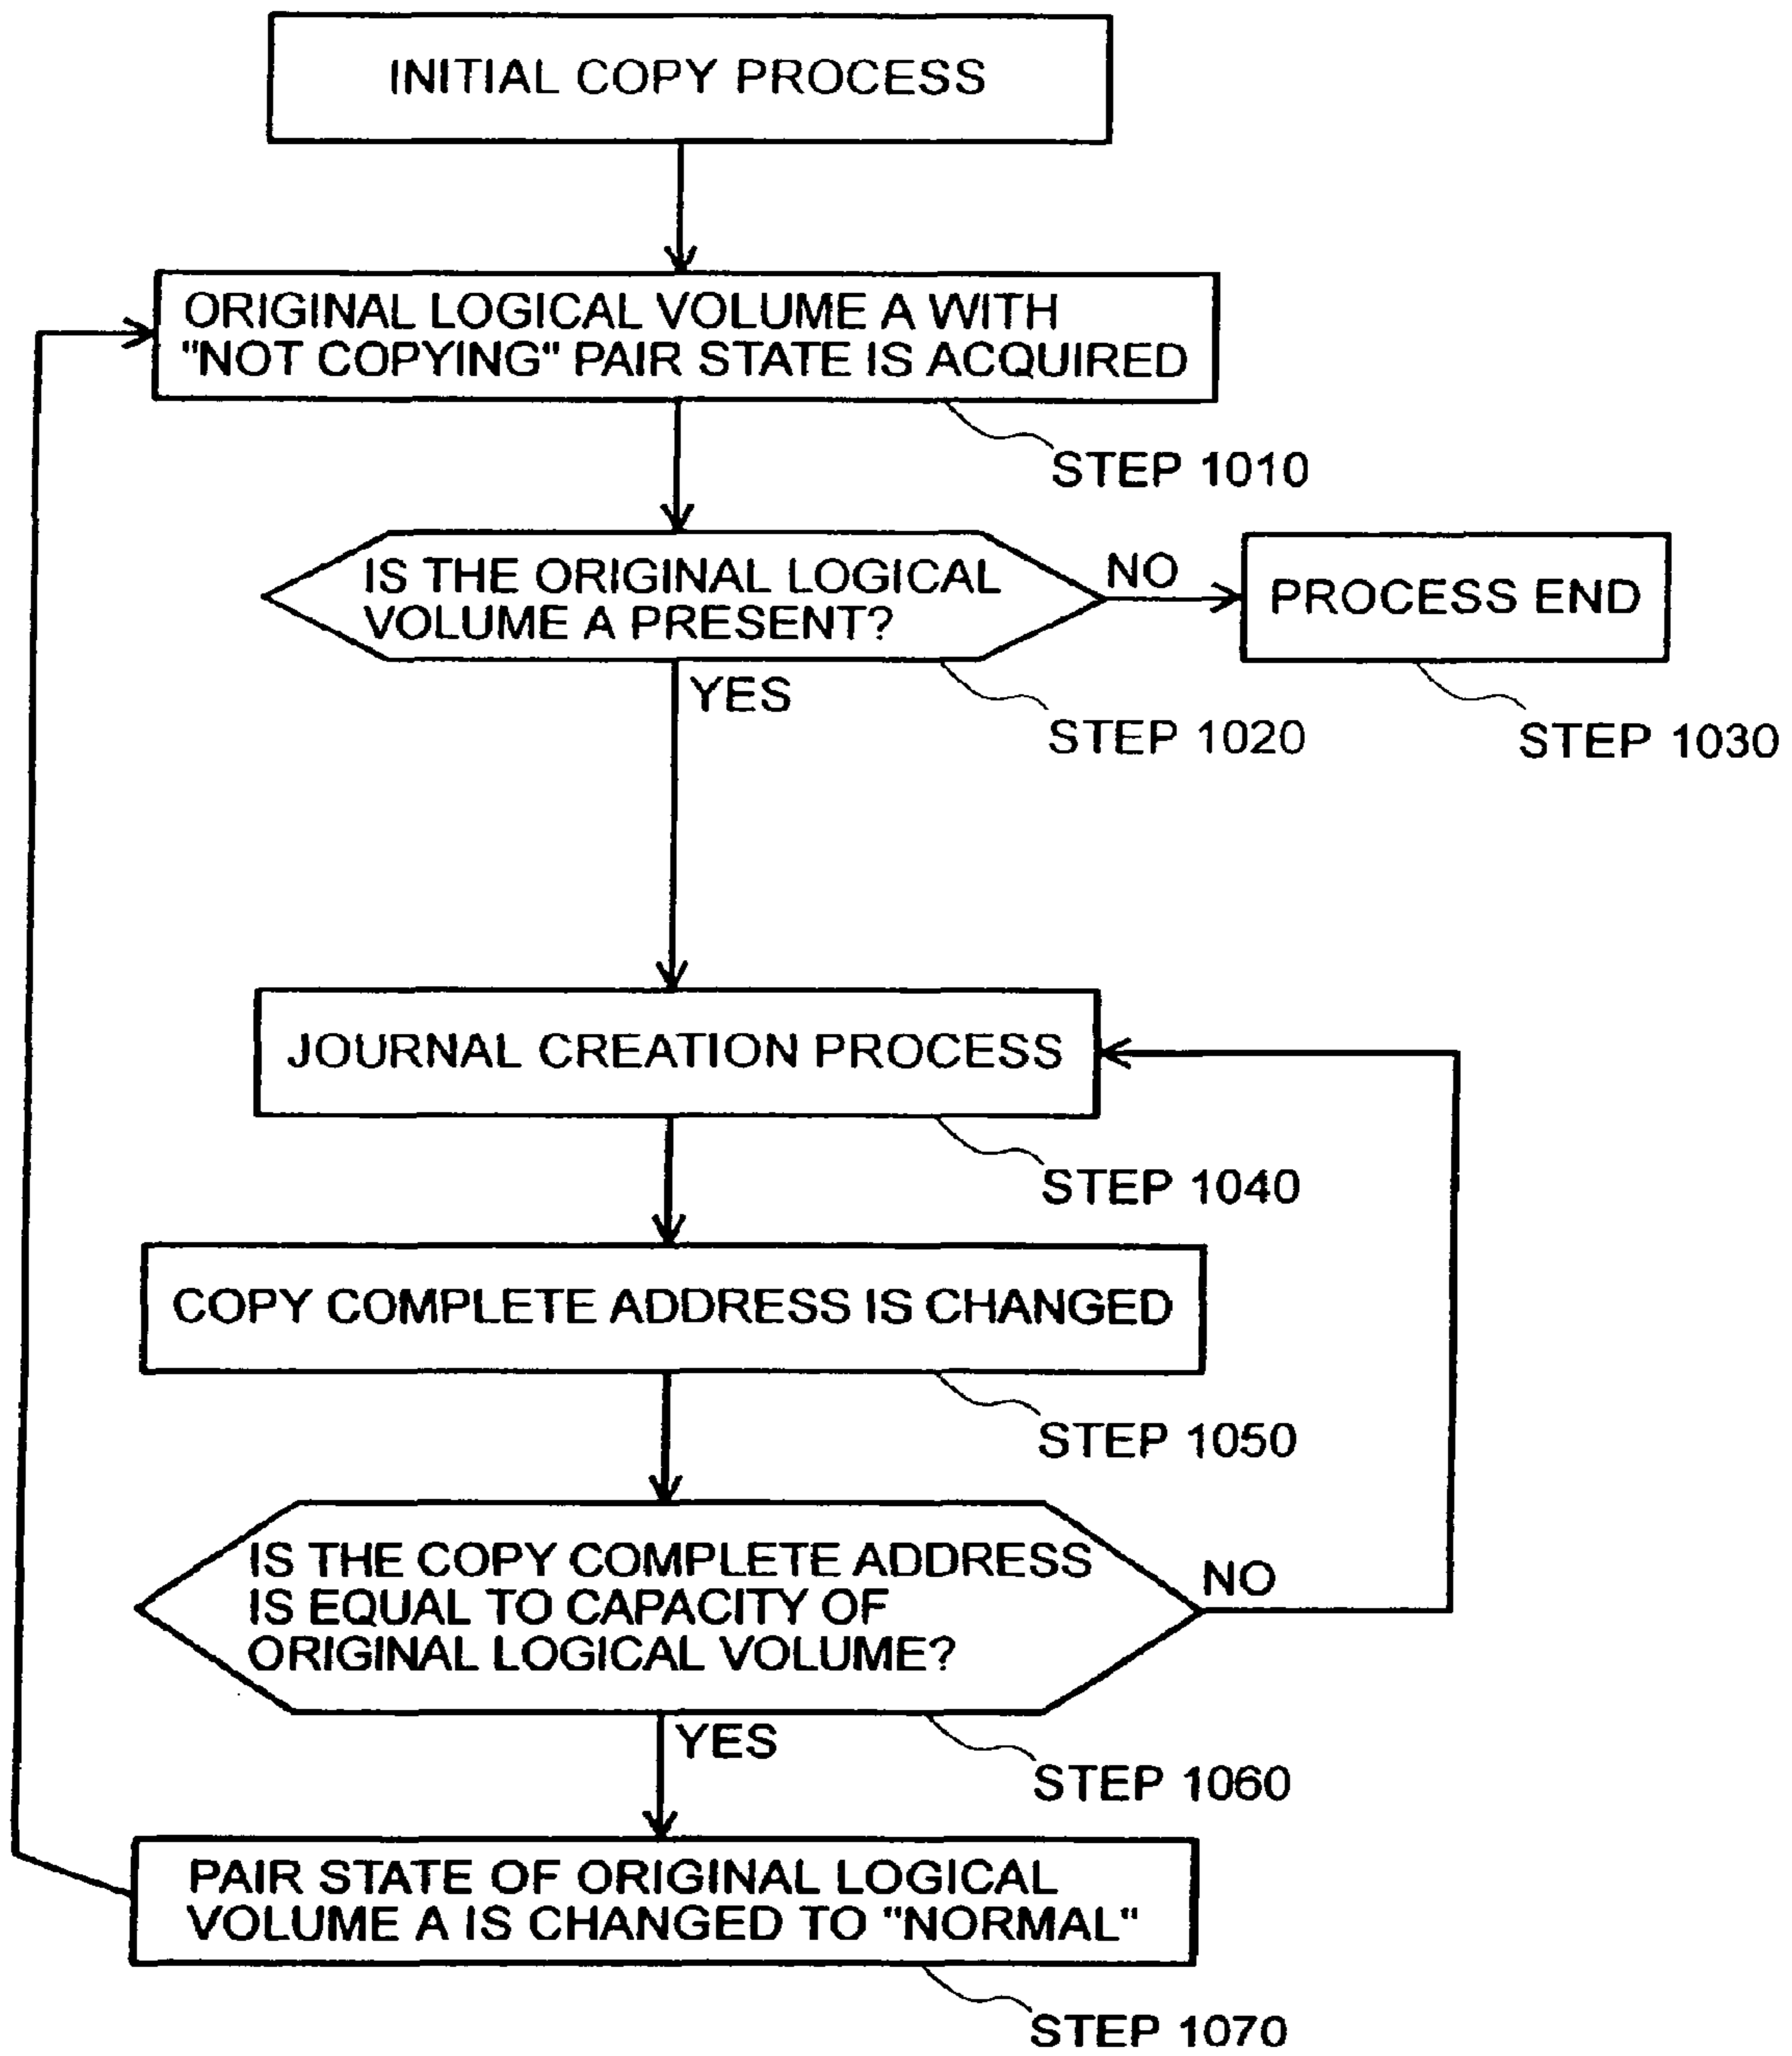 INITIAL COPY PROCESS
ORIGINAL LOGICAL VOLUME A WITH
"NOT COPYING" PAIR STATE IS ACQUIRED
STEP 1010
IS THE ORIGINAL LOGICAL
VOLUME A PRESENT?
NO
PROCESS END
YES
STEP 1020
STEP 1030
JOURNAL CREATION PROCESS
STEP 1040
COPY COMPLETE ADDRESS IS CHANGED
STEP 1050
IS THE COPY COMPLETE ADDRESS
IS EQUAL TO CAPACITY OF
ORIGINAL LOGICAL VOLUME?
NO
YES
STEP 1060
PAIR STATE OF ORIGINAL LOGICAL
VOLUME A IS CHANGED TO "NORMAL"
STEP 1070